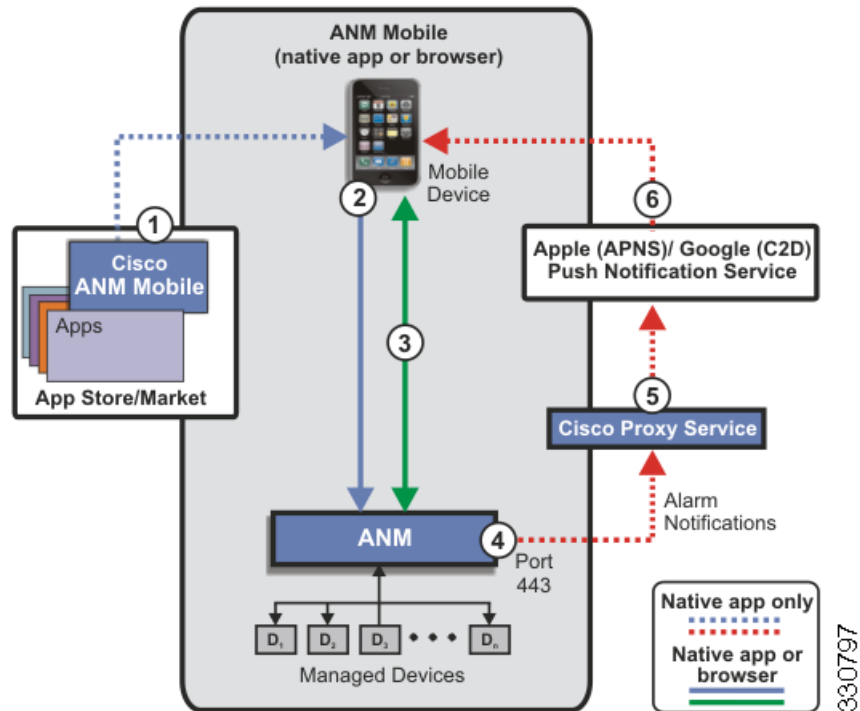 ANM Mobile
(native app or browser)
Mobile
Device
2
1
6
Cisco
ANM Mobile
Apps
App Store/Market
Apple (APNS)/ Google (C2D)
Push Notification Service
3
5
Cisco Proxy Service
Alarm
Notifications
ANM
4
Port
443
D1 D2 D3 Dn
Managed Devices
Native app only
Native app or
browser
330797